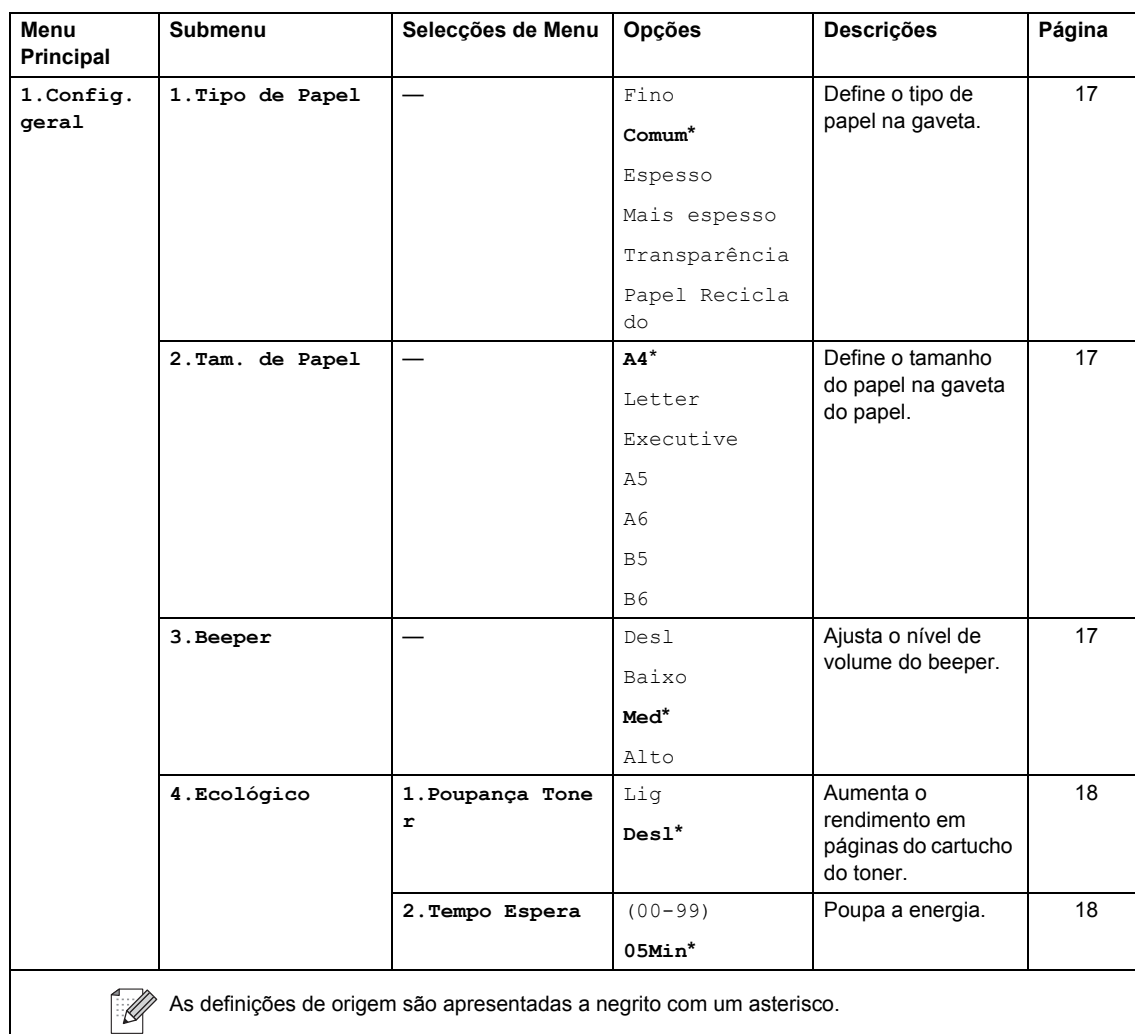 Menu Principal
Submenu
Selecções de Menu
Opções
Descrições
Página
1.Config.
geral
1.Tipo de Papel
—
Fino
Comum*
Espesso
Mais espesso
Transparência
Papel Recicla
do
Define o tipo de
papel na gaveta.
17
2.Tam. de Papel
—
A4*
Letter
Executive
A5
A6
B5
B6
Define o tamanho
do papel na gaveta
do papel.
17
3.Beeper
—
Desl
Baixo
Med*
Alto
Ajusta o nível de
volume do beeper.
17
4.Ecológico
1.Poupança Tone
r
Lig
Desl*
Aumenta o
rendimento em
páginas do cartucho
do toner.
18
2.Tempo Espera
(00-99)
05Min*
Poupa a energia.
18
As definições de origem são apresentadas a negrito com um asterisco.